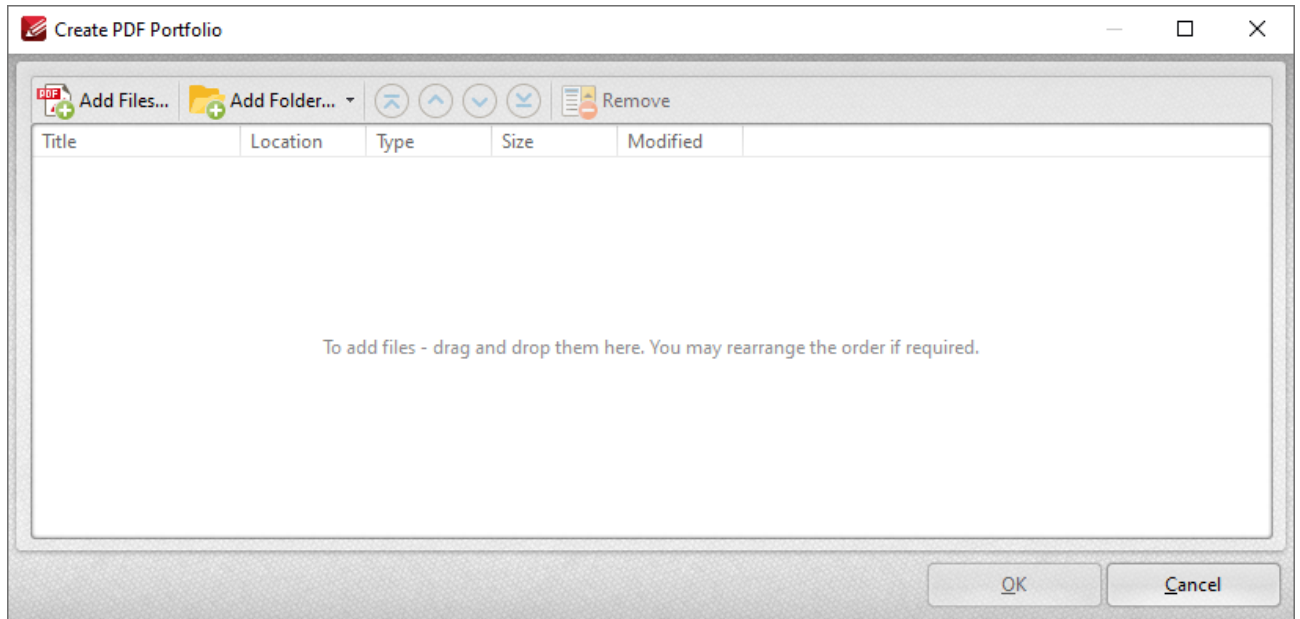 Create PDF Portfolio
PDF Add Files... Add Folder... Remove
Title Location Type Size Modified
To add files - drag and drop them here. You may rearrange the order if required.
OK Cancel